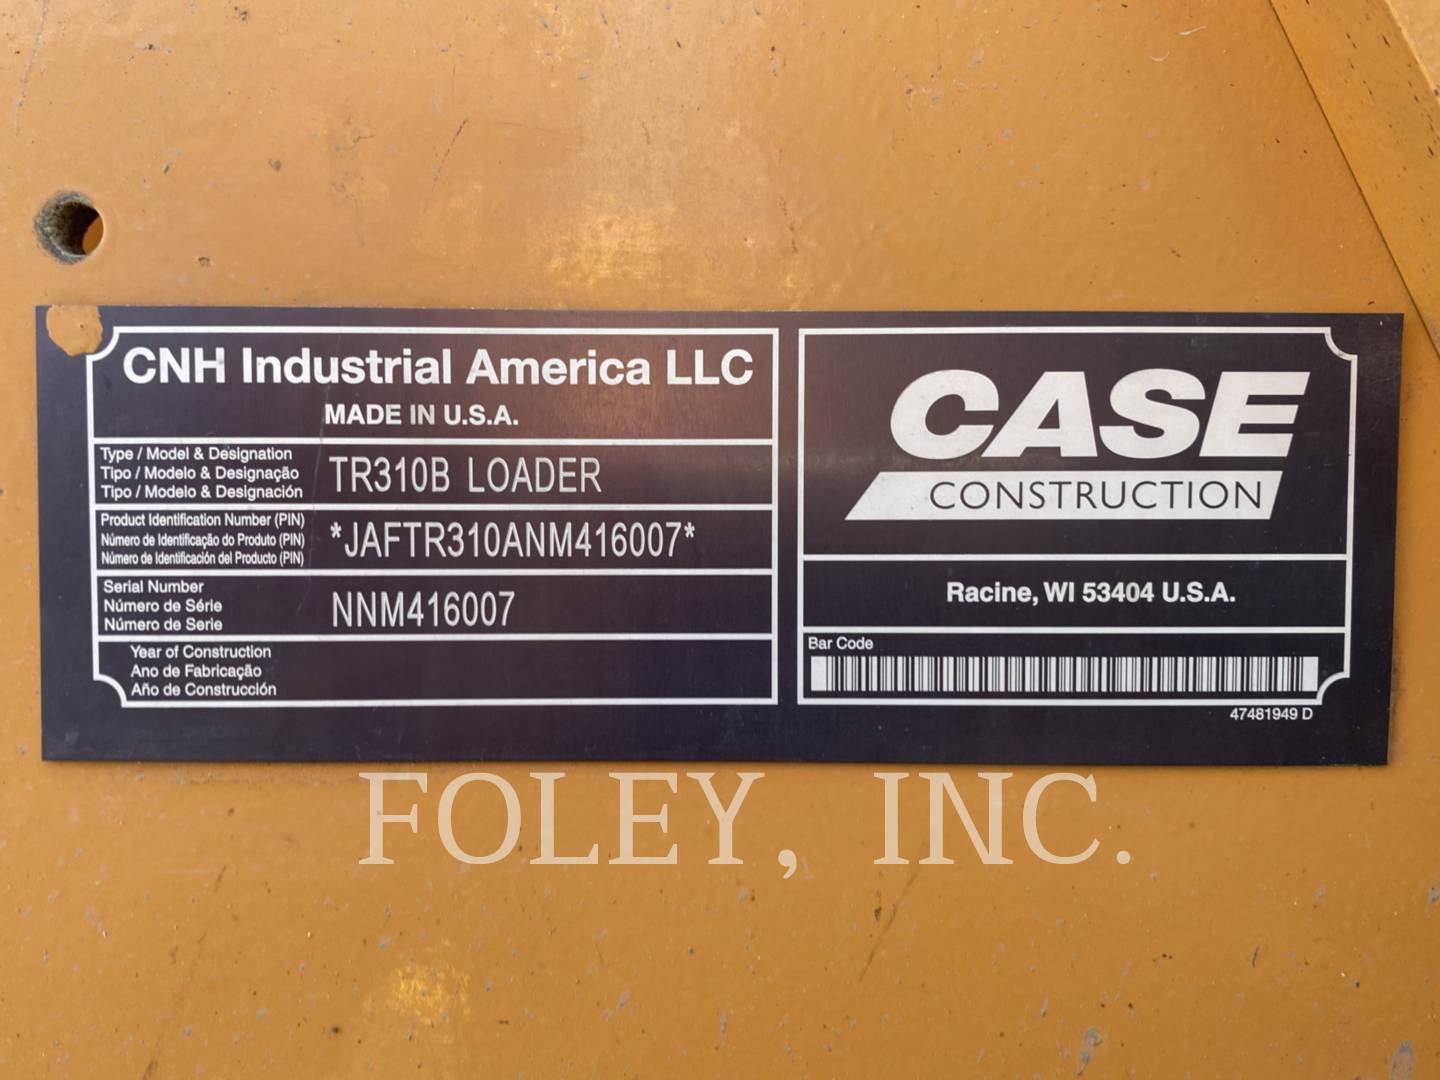 CNH Industrial America LLC
MADE IN U.S.A.
Type / Model & Designation
Tipo / Modelo & Designação
Tipo / Modelo & Designación
TR310B LOADER
Product Identification Number (PIN)
Número de Identificação do Produto (PIN)
Número de Identificación del Producto (PIN)
*JAFTR310ANM416007*
Serial Number
Número de Série
Número de Serie
NNM416007
Year of Construction
Ano de Fabricação
Año de Construcción
CASE
CONSTRUCTION
Racine, WI 53404 U.S.A.
Bar Code
47481949 D
FOLEY, INC.